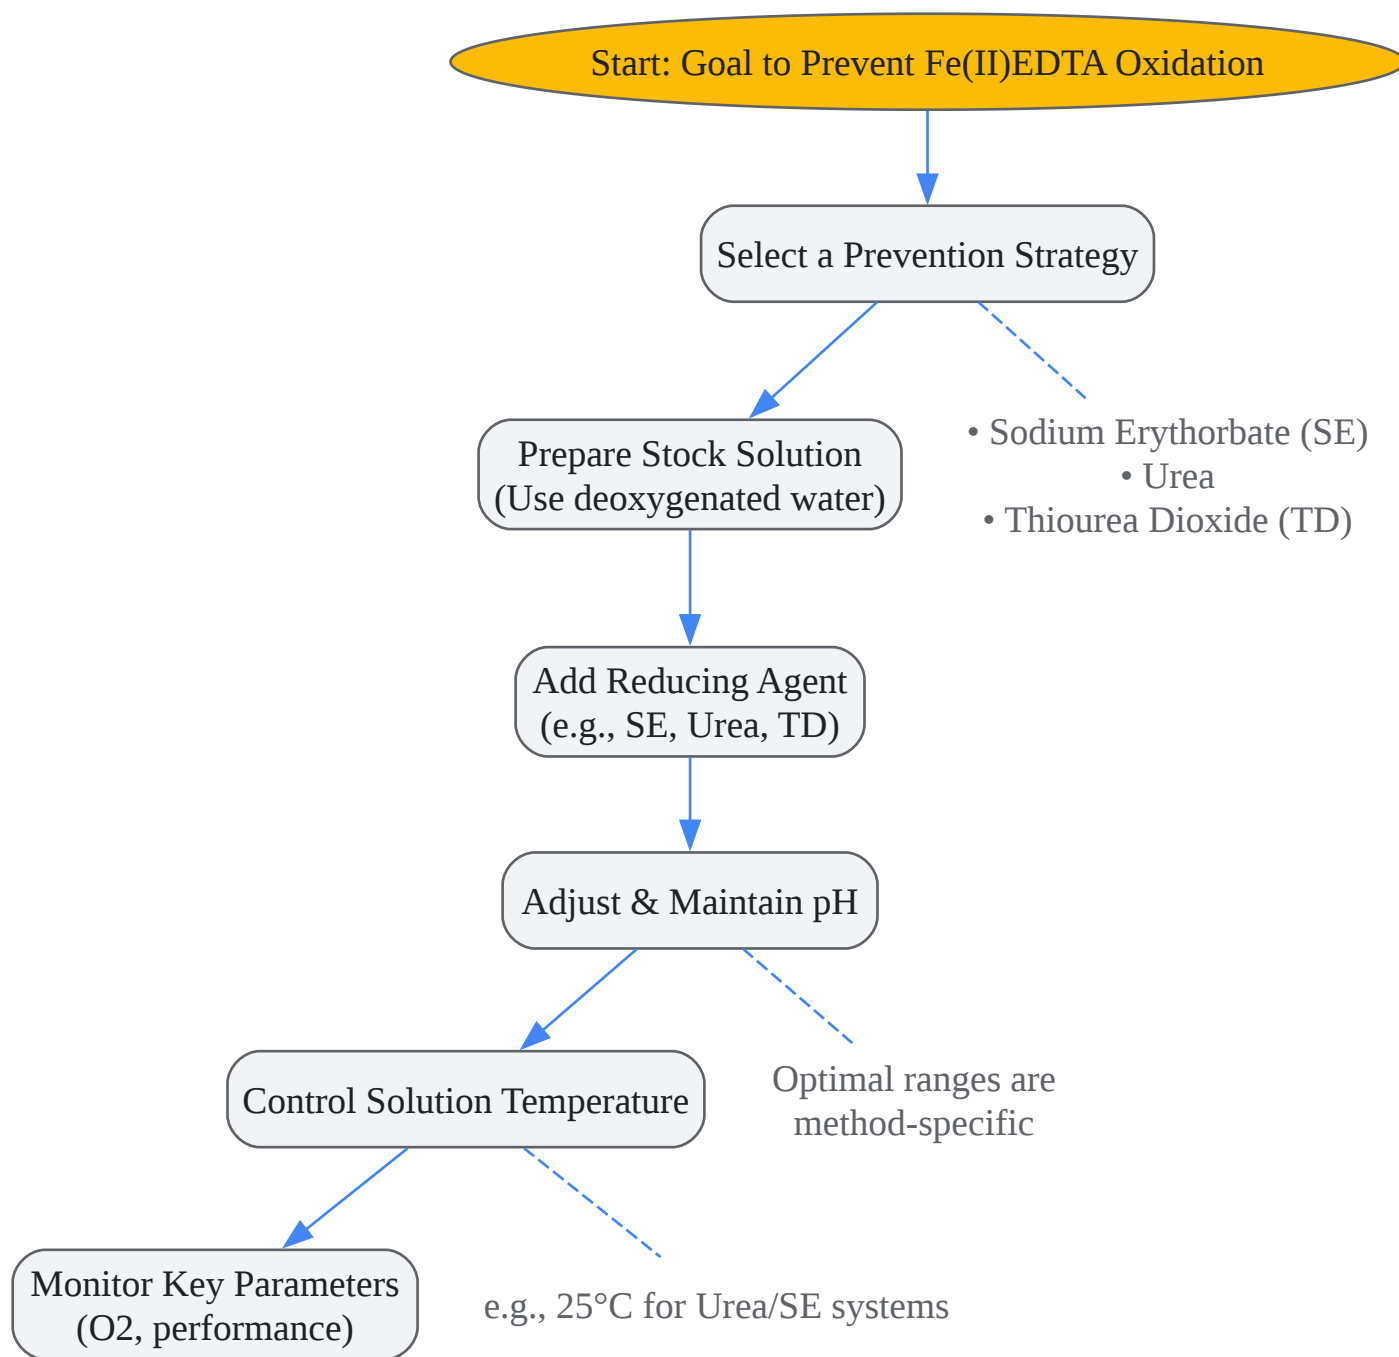 Start: Goal to Prevent Fe(II)EDTA Oxidation
Select a Prevention Strategy
Prepare Stock Solution
(Use deoxygenated water)
• Sodium Erythorbate (SE)
• Urea
• Thiourea Dioxide (TD)
Add Reducing Agent
(e.g., SE, Urea, TD)
Adjust & Maintain pH
Control Solution Temperature
Optimal ranges are
method-specific
Monitor Key Parameters
(O2, performance)
e.g., 25°C for Urea/SE systems